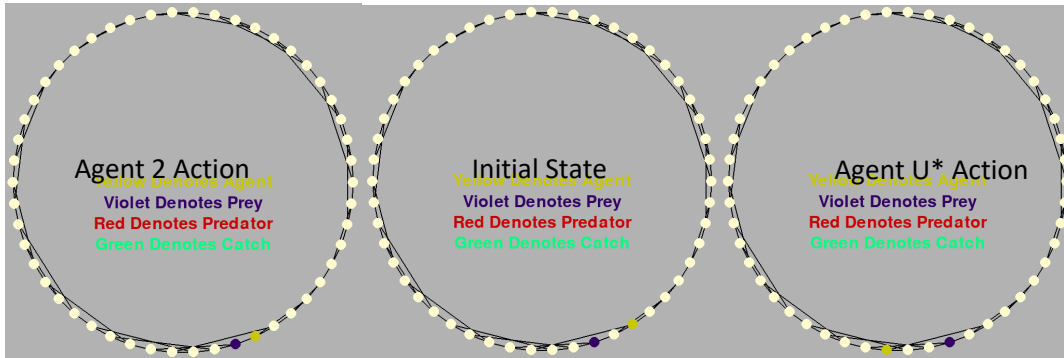 Agent 2 Action
Yellow Denotes Agent
Violet Denotes Prey
Red Denotes Predator
Green Denotes Catch
Initial State
Yellow Denotes Agent
Violet Denotes Prey
Red Denotes Predator
Green Denotes Catch
Agent U* Action
Yellow Denotes Agent
Violet Denotes Prey
Red Denotes Predator
Green Denotes Catch